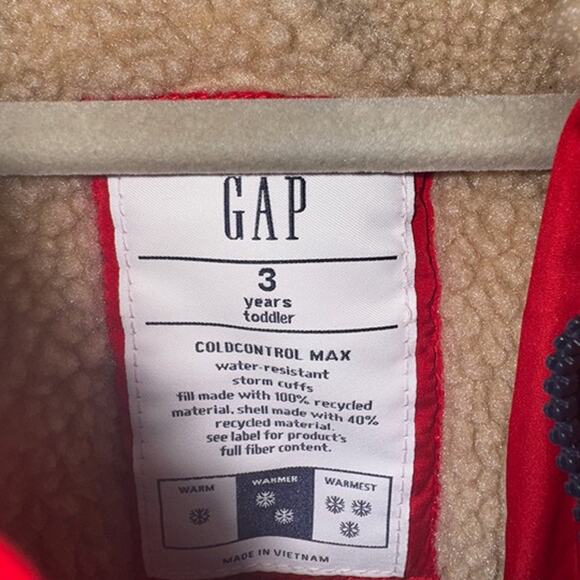 GAP
3
years
toddler
COLDCONTROL MAX
water-resistant
storm cuffs
fill made with 100% recycled
material, shell made with 40%
recycled material.
see label for product's
full fiber content.
WARM WARMER WARMEST
MADE IN VIETNAM